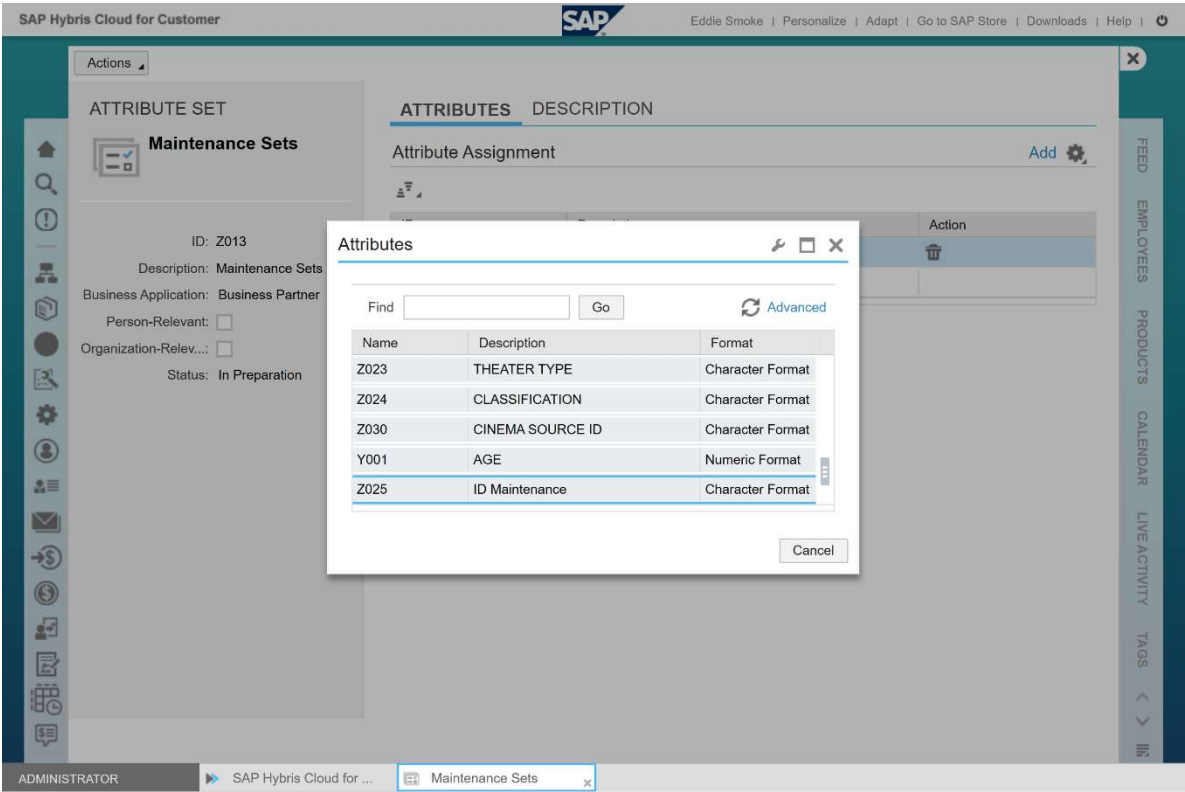 SAP Hybris Cloud for Customer
SAP
Eddie Smoke | Personalize | Adapt | Go to SAP Store | Downloads | Help |
Actions
ATTRIBUTE SET
Maintenance Sets
ID: Z013
Description: Maintenance Sets
Business Application: Business Partner
Person-Relevant:
Organization-Relev...:
Status: In Preparation
ATTRIBUTES DESCRIPTION
Attribute Assignment
Add
Action
Attributes
Find
Go
Advanced
Name Description Format
Z023 THEATER TYPE Character Format
Z024 CLASSIFICATION Character Format
Z030 CINEMA SOURCE ID Character Format
Y001 AGE Numeric Format
Z025 ID Maintenance Character Format
Cancel
FEED
EMPLOYEES
PRODUCTS
CALENDAR
LIVE ACTIVITY
TAGS
ADMINISTRATOR
SAP Hybris Cloud for ...
Maintenance Sets